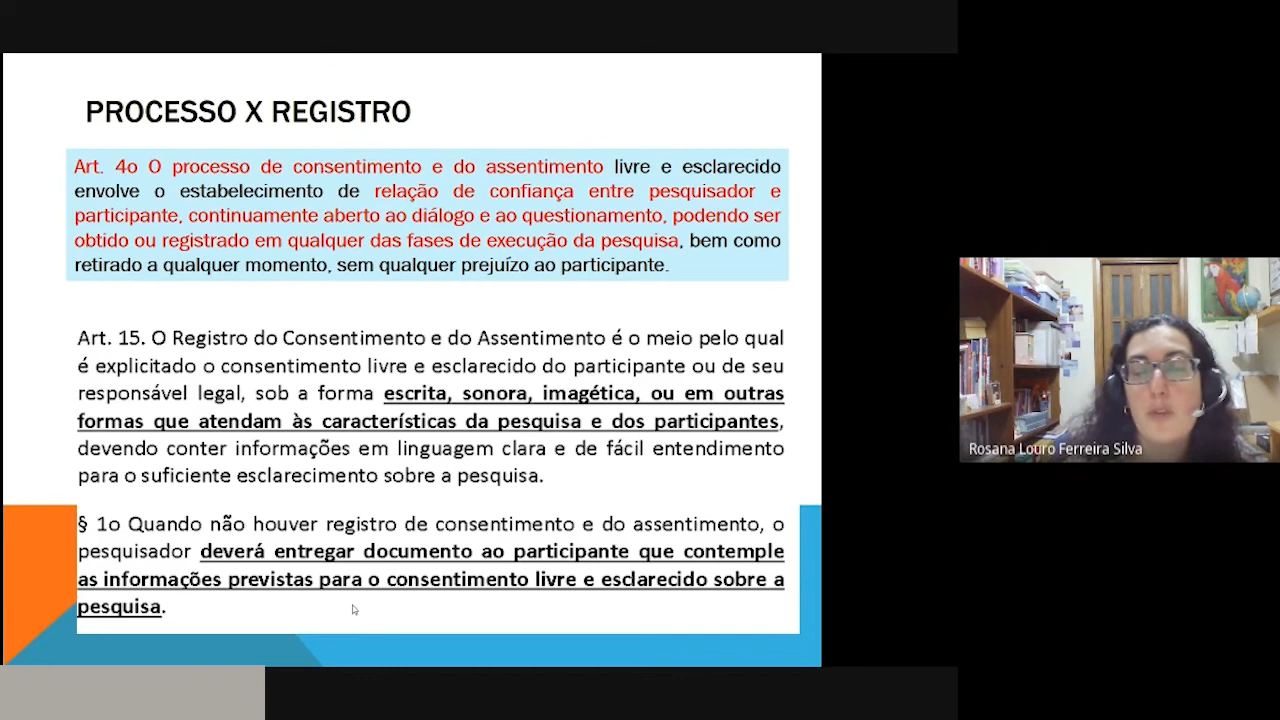 PROCESSO X REGISTRO
Art. 4o O processo de consentimento e do assentimento livre e esclarecido
envolve o estabelecimento de relação de confiança entre pesquisador e
participante, continuamente aberto ao diálogo e ao questionamento, podendo ser
obtido ou registrado em qualquer das fases de execução da pesquisa, bem como
retirado a qualquer momento, sem qualquer prejuízo ao participante.
Art. 15. O Registro do Consentimento e do Assentimento é o meio pelo qual
é explicitado o consentimento livre e esclarecido do participante ou de seu
responsável legal, sob a forma escrita, sonora, imagética, ou em outras
formas que atendam às características da pesquisa e dos participantes,
devendo conter informações em linguagem clara e de fácil entendimento
para o suficiente esclarecimento sobre a pesquisa.
§ 1o Quando não houver registro de consentimento e do assentimento, o
pesquisador deverá entregar documento ao participante que contemple
as informações previstas para o consentimento livre e esclarecido sobre a
pesquisa.
Rosana Louro Ferreira Silva